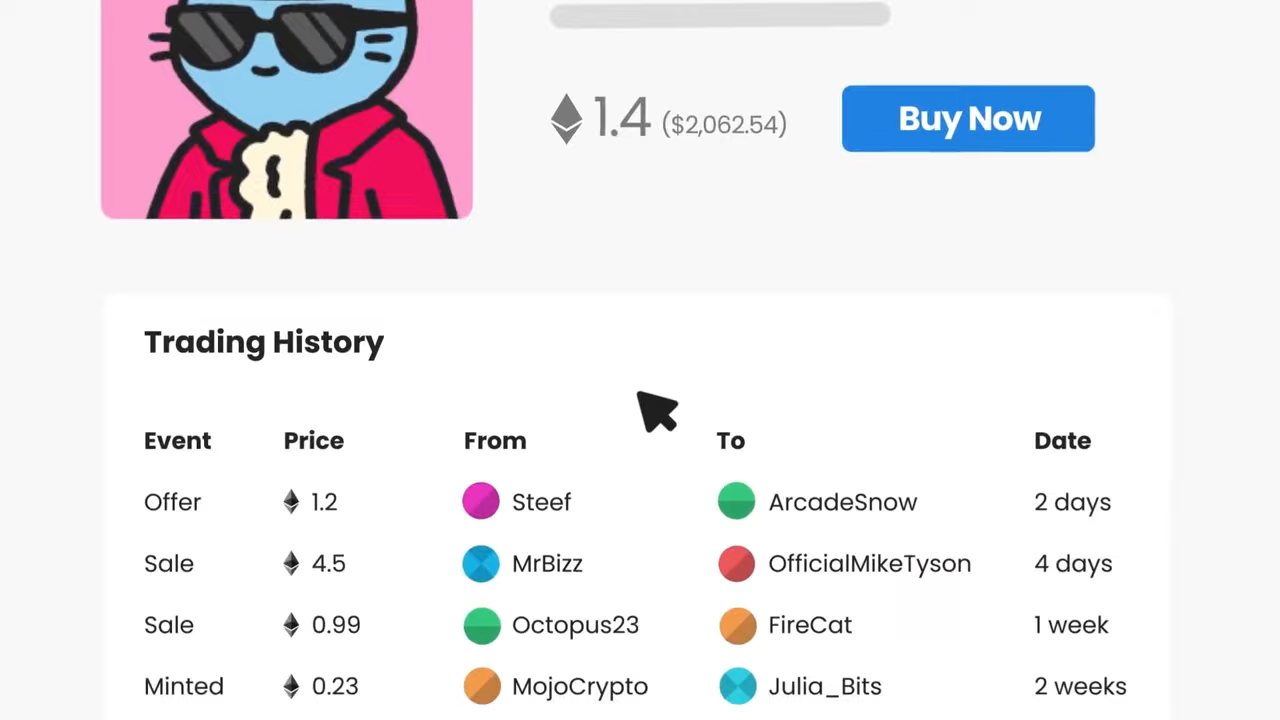 1.4 ($2,062.54)
Buy Now
Trading History
Event Price From To Date
Offer 1.2 Steef ArcadeSnow 2 days
Sale 4.5 MrBizz OfficialMikeTyson 4 days
Sale 0.99 Octopus23 FireCat 1 week
Minted 0.23 MojoCrypto Julia_Bits 2 weeks